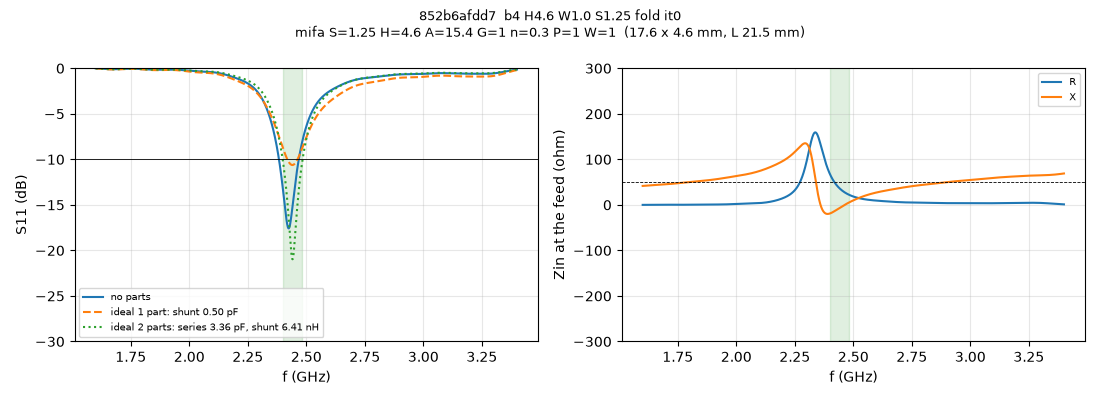 852b6afdd7  b4 H4.6 W1.0 S1.25 fold it0
mifa S=1.25 H=4.6 A=15.4 G=1 n=0.3 P=1 W=1  (17.6 x 4.6 mm, L 21.5 mm)
S11 (dB)
0
−5
−10
−15
−20
−25
−30
no parts
ideal 1 part: shunt 0.50 pF
ideal 2 parts: series 3.36 pF, shunt 6.41 nH
1.75 2.00 2.25 2.50 2.75 3.00 3.25
f (GHz)
Zin at the feed (ohm)
300
200
100
0
−100
−200
−300
R
X
1.75 2.00 2.25 2.50 2.75 3.00 3.25
f (GHz)